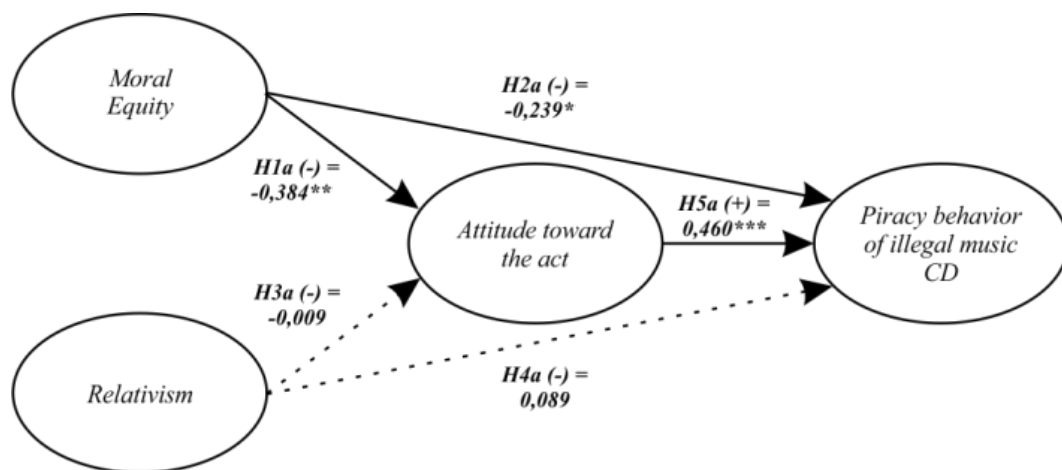 Moral
Equity
H2a (-) =
-0,239*
H1a (-) =
-0,384**
Attitude toward
the act
H5a (+) =
0,460***
Piracy behavior
of illegal music
CD
H3a (-) =
-0,009
Relativism
H4a (-) =
0,089